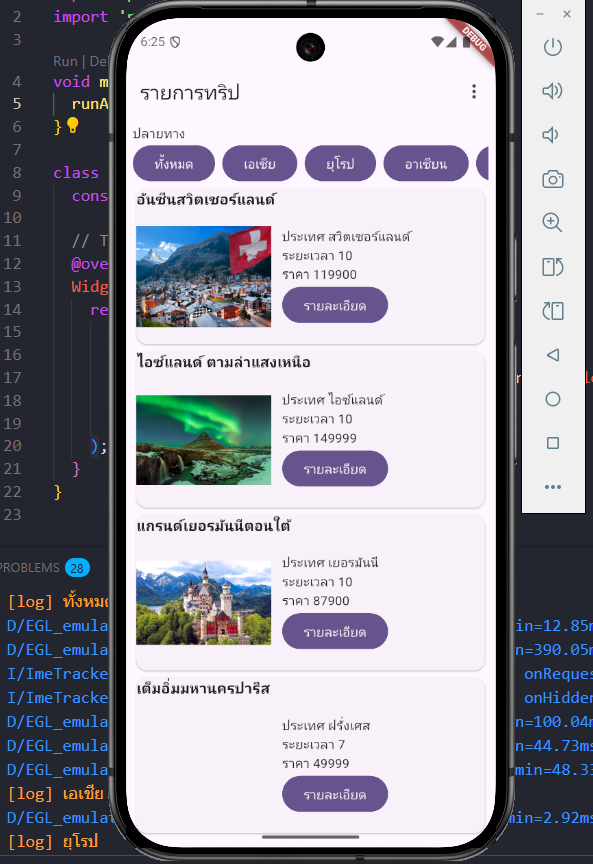 2 import 'p
3
Run | De
4 void m
5 runA
6 }
7
8 class
9 cons
10
11 // T
12 @ove
13 Widg
14 re
15
16
17
18
19
20 );
21 }
22 }
23
6:25
DEBUG
รายการทริป
ปลายทาง
ทั้งหมด เอเชีย ยุโรป อาเซียน
อันซีนสวิตเซอร์แลนด์
ประเทศ สวิตเซอร์แลนด์
ระยะเวลา 10
ราคา 119900
รายละเอียด
ไอซ์แลนด์ ตามล่าแสงเหนือ
ประเทศ ไอซ์แลนด์
ระยะเวลา 10
ราคา 149999
รายละเอียด
แกรนด์เยอรมันนีตอนใต้
ประเทศ เยอรมันนี
ระยะเวลา 10
ราคา 87900
รายละเอียด
เต็มอิ่มมหานครปารีส
ประเทศ ฝรั่งเศส
ระยะเวลา 7
ราคา 49999
รายละเอียด
PROBLEMS 28
[log] ทั้งหมด
D/EGL_emula in=12.85m
D/EGL_emula n=390.05m
I/ImeTracke onReques
I/ImeTracke onHidden
D/EGL_emula n=100.04m
D/EGL_emula n=44.73ms
D/EGL_emula min=48.33
[log] เอเชีย
D/EGL_emulat min=2.92ms
[log] ยุโรป